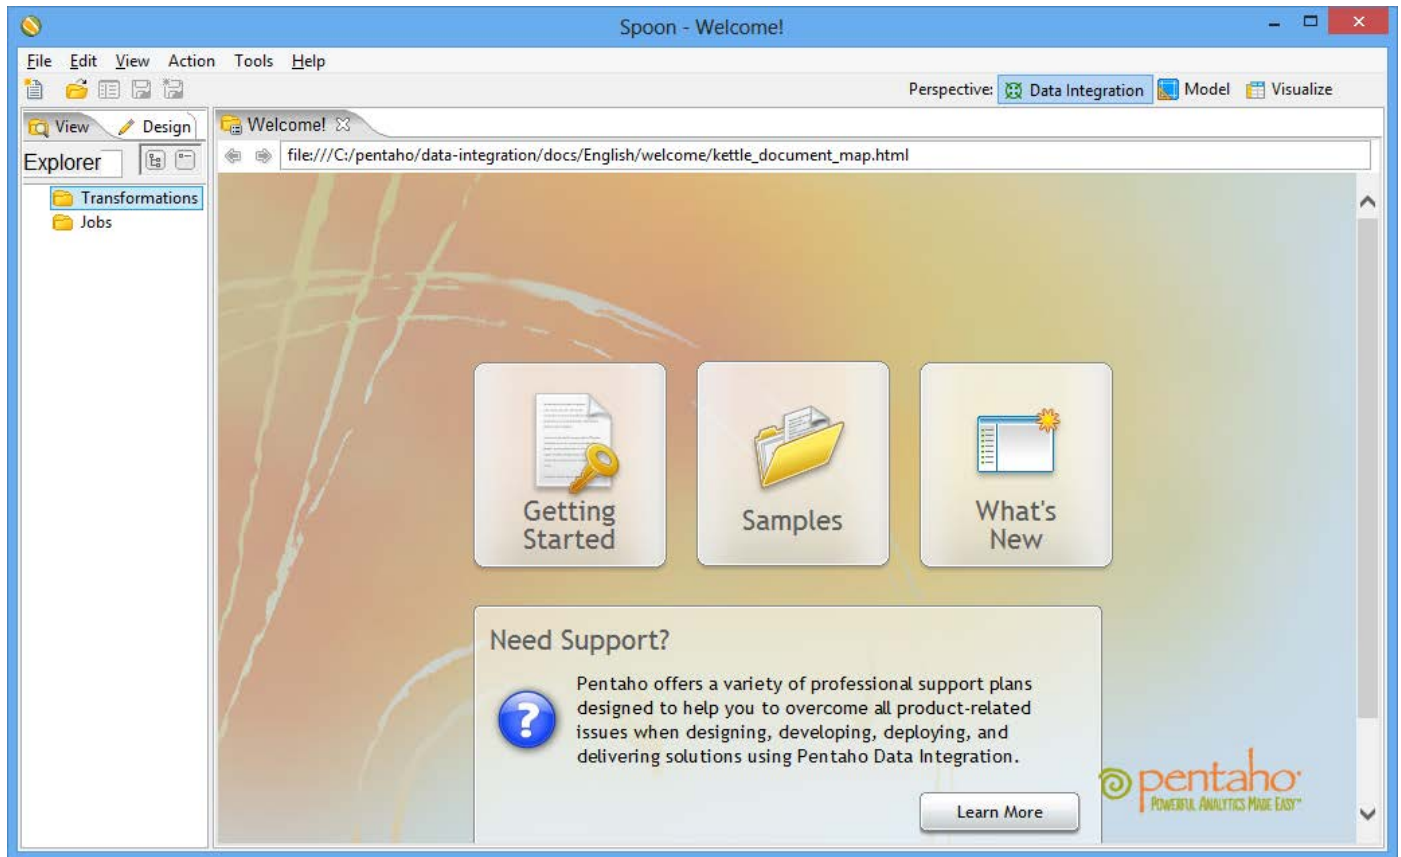 Spoon - Welcome!
File Edit View Action Tools Help
Perspective: Data Integration Model Visualize
View Design Welcome!
Explorer file:///C:/pentaho/data-integration/docs/English/welcome/kettle_document_map.html
Transformations
Jobs
Getting
Started
Samples
What's
New
Need Support?
Pentaho offers a variety of professional support plans
designed to help you to overcome all product-related
issues when designing, developing, deploying, and
delivering solutions using Pentaho Data Integration.
Learn More
pentaho
POWERFUL ANALYTICS MADE EASY™